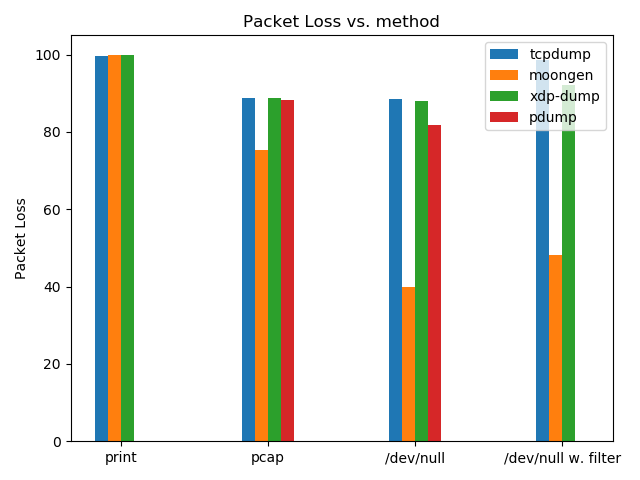 Packet Loss vs. method
tcpdump
moongen
xdp-dump
pdump
Packet Loss
100
80
60
40
20
0
print
pcap
/dev/null
/dev/null w. filter